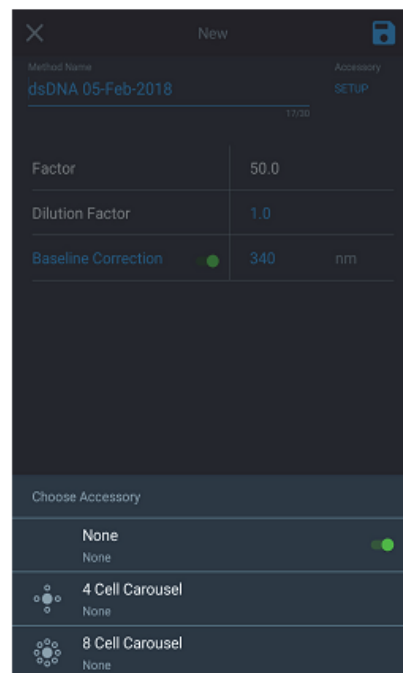 New
Method Name
Accessory
dsDNA 05-Feb-2018
SETUP
17/30
Factor 50.0
Dilution Factor 1.0
Baseline Correction 340 nm
Choose Accessory
None
None
4 Cell Carousel
None
8 Cell Carousel
None